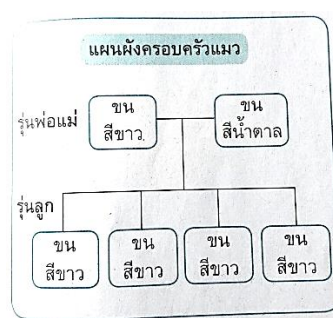 แผนผังครอบครัวแมว
รุ่นพ่อแม่
ขน
สีขาว
ขน
สีน้ำตาล
รุ่นลูก
ขน
สีขาว
ขน
สีขาว
ขน
สีขาว
ขน
สีขาว